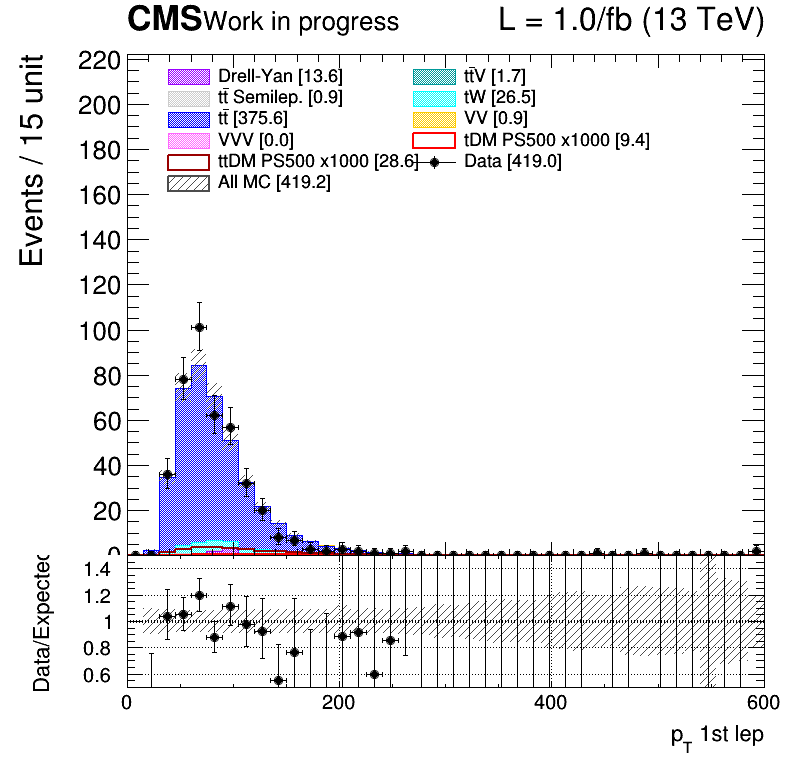 CMS Work in progress L = 1.0/fb (13 TeV)
Events / 15 unit
220
200
180
160
140
120
100
80
60
40
20
0
Drell-Yan [13.6] tt̄V [1.7]
tt̄ Semilep. [0.9] tW [26.5]
tt̄ [375.6] VV [0.9]
VVV [0.0] tDM PS500 x1000 [9.4]
ttDM PS500 x1000 [28.6] Data [419.0]
All MC [419.2]
Data/Expected
1.4
1.2
1
0.8
0.6
0 200 400 600
p_T 1st lep